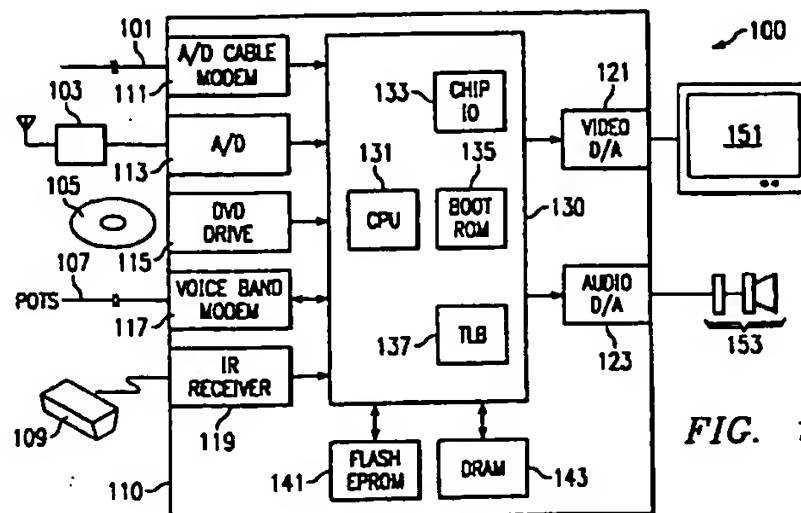 100
101
A/D CABLE
MODEM
111
103
A/D
113
105
DVD
DRIVE
115
107
POTS
VOICE BAND
MODEM
117
IR
RECEIVER
119
109
110
133
CHIP
IO
131
CPU
135
BOOT
ROM
130
137
TLB
121
VIDEO
D/A
151
AUDIO
D/A
123
153
141
FLASH
EPROM
DRAM
143
FIG.